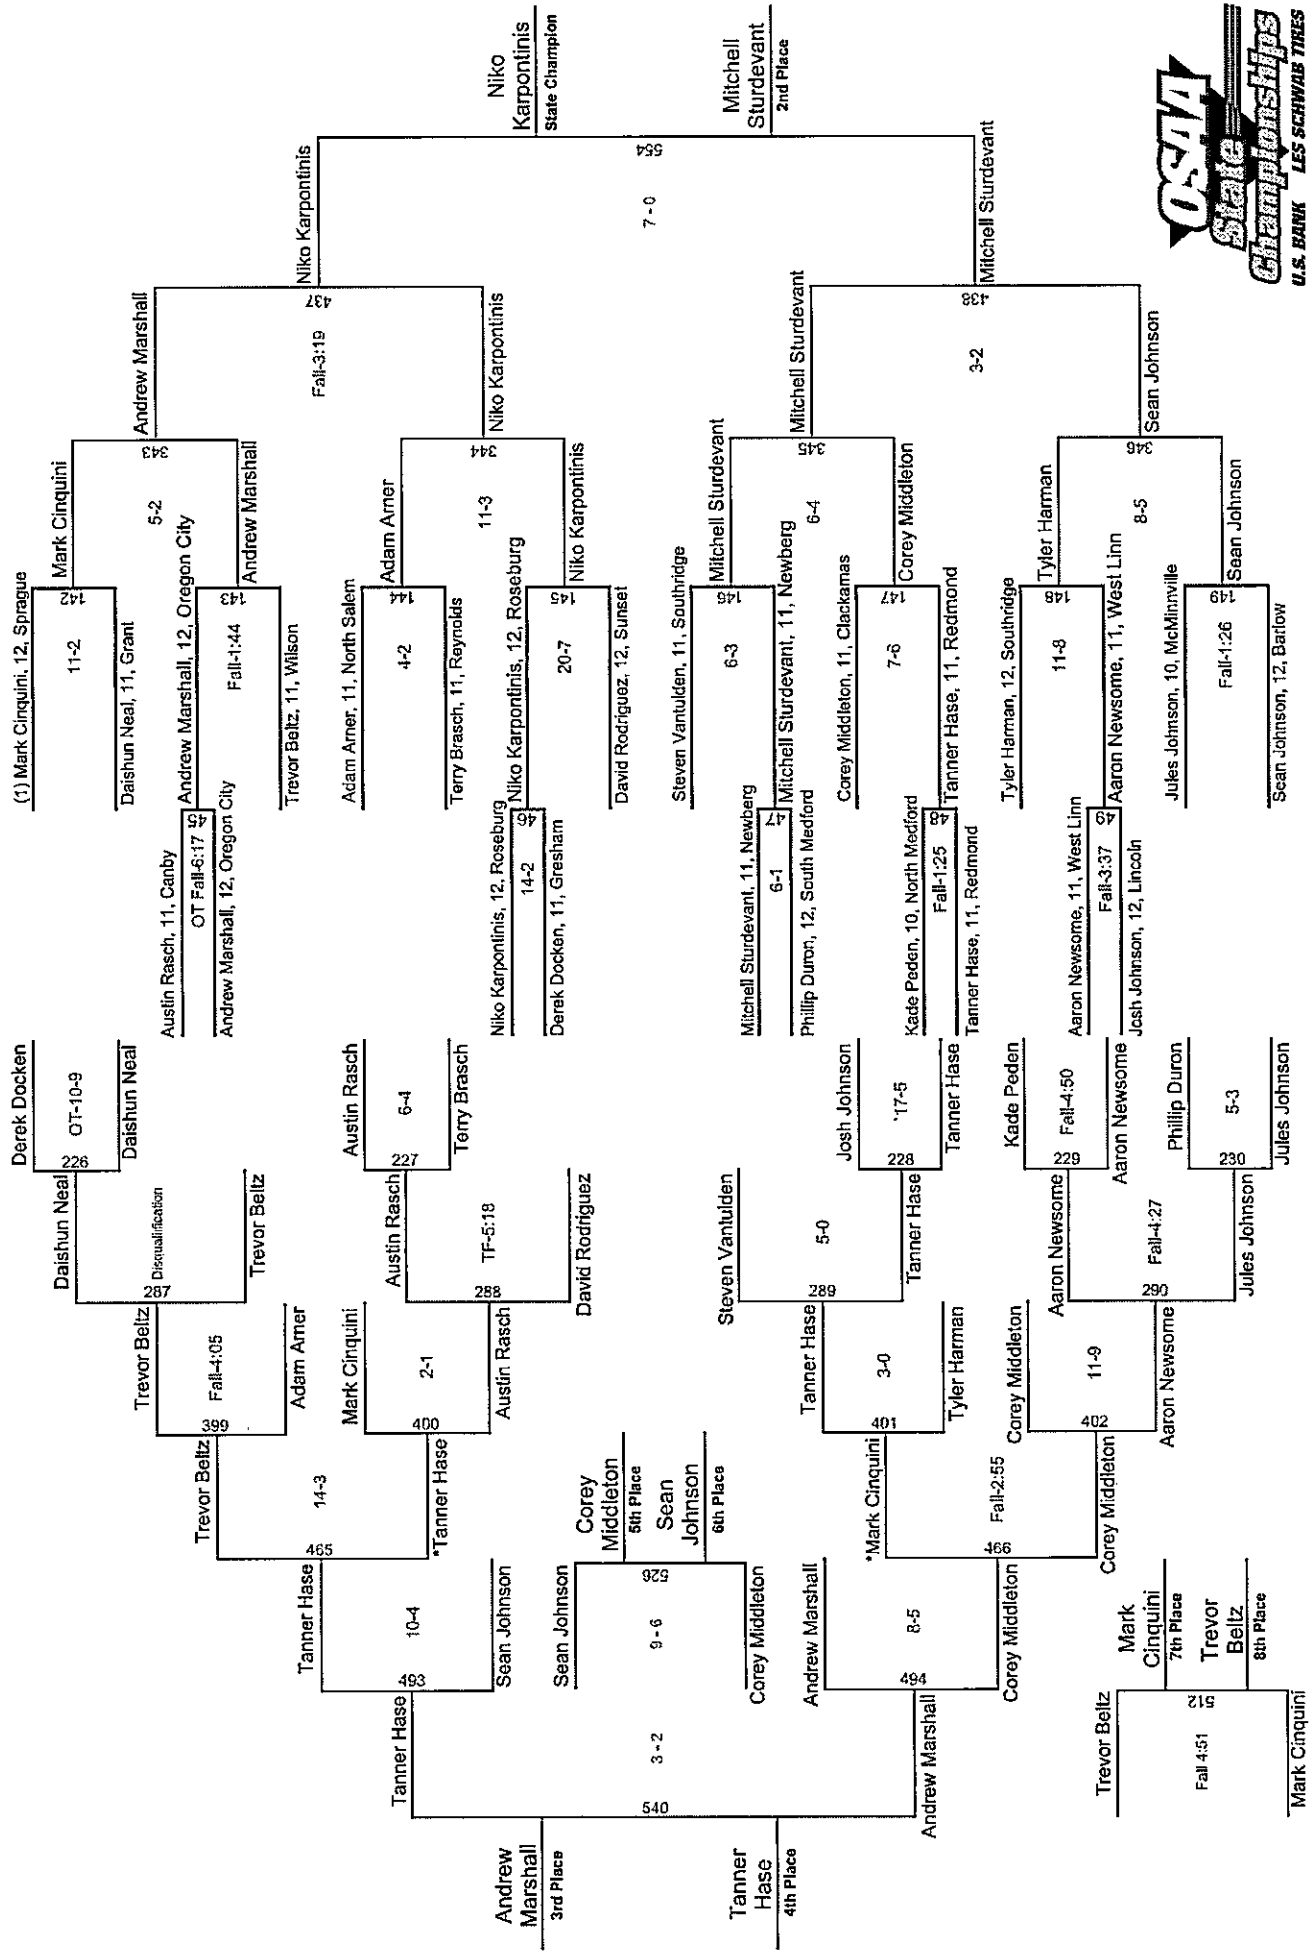 Derek Docken
226
OT-10-9
Daishun Neal
Daishun Neal
287
Disqualification
Trevor Beltz
Trevor Beltz
399
Fall-4:05
Adam Arner
Trevor Beltz
465
14-3
*Tanner Hase
Austin Rasch
227
6-4
Terry Brasch
Austin Rasch
288
TF-5:18
David Rodriguez
Mark Cinquini
400
2-1
Austin Rasch
Tanner Hase
493
10-4
Sean Johnson
Josh Johnson
228
17-5
Tanner Hase
Steven Vantulden
289
5-0
Tanner Hase
Tanner Hase
401
3-0
Tyler Harman
Kade Peden
229
Fall-4:50
Aaron Newsome
Aaron Newsome
290
Fall-4:27
Jules Johnson
Phillip Duron
230
5-3
Jules Johnson
Corey Middleton
402
11-9
Aaron Newsome
*Mark Cinquini
466
Fall-2:55
Corey Middleton
Andrew Marshall
494
8-5
Corey Middleton
Tanner Hase
540
3 - 2
Andrew Marshall
Andrew
Marshall
3rd Place
Tanner
Hase
4th Place
Sean Johnson
526
9 - 6
Corey Middleton
Corey
Middleton
5th Place
Sean
Johnson
6th Place
Trevor Beltz
512
Fall 4:51
Mark Cinquini
Mark
Cinquini
7th Place
Trevor
Beltz
8th Place
Austin Rasch, 11, Canby
45
OT Fall-6:17
Andrew Marshall, 12, Oregon City
Niko Karpontinis, 12, Roseburg
46
14-2
Derek Docken, 11, Gresham
Mitchell Sturdevant, 11, Newberg
47
6-1
Phillip Duron, 12, South Medford
Kade Peden, 10, North Medford
48
Fall-1:25
Tanner Hase, 11, Redmond
Aaron Newsome, 11, West Linn
49
Fall-3:37
Josh Johnson, 12, Lincoln
(1) Mark Cinquini, 12, Sprague
142
11-2
Daishun Neal, 11, Grant
Andrew Marshall, 12, Oregon City
143
Fall-1:44
Trevor Beltz, 11, Wilson
Adam Arner, 11, North Salem
144
4-2
Terry Brasch, 11, Reynolds
Niko Karpontinis, 12, Roseburg
145
20-7
David Rodriguez, 12, Sunset
Steven Vantulden, 11, Southridge
146
6-3
Mitchell Sturdevant, 11, Newberg
Corey Middleton, 11, Clackamas
147
7-6
Tanner Hase, 11, Redmond
Tyler Harman, 12, Southridge
148
11-8
Aaron Newsome, 11, West Linn
Jules Johnson, 10, McMinnville
149
Fall-1:26
Sean Johnson, 12, Barlow
Mark Cinquini
343
5-2
Andrew Marshall
Adam Arner
344
11-3
Niko Karpontinis
Mitchell Sturdevant
345
6-4
Corey Middleton
Tyler Harman
346
8-5
Sean Johnson
Andrew Marshall
437
Fall-3:19
Niko Karpontinis
Mitchell Sturdevant
438
3-2
Sean Johnson
Niko Karpontinis
554
7 - 0
Mitchell Sturdevant
Niko
Karpontinis
State Champion
Mitchell
Sturdevant
2nd Place
OSAA
State
Championships
U.S. BANK LES SCHWAB TIRES